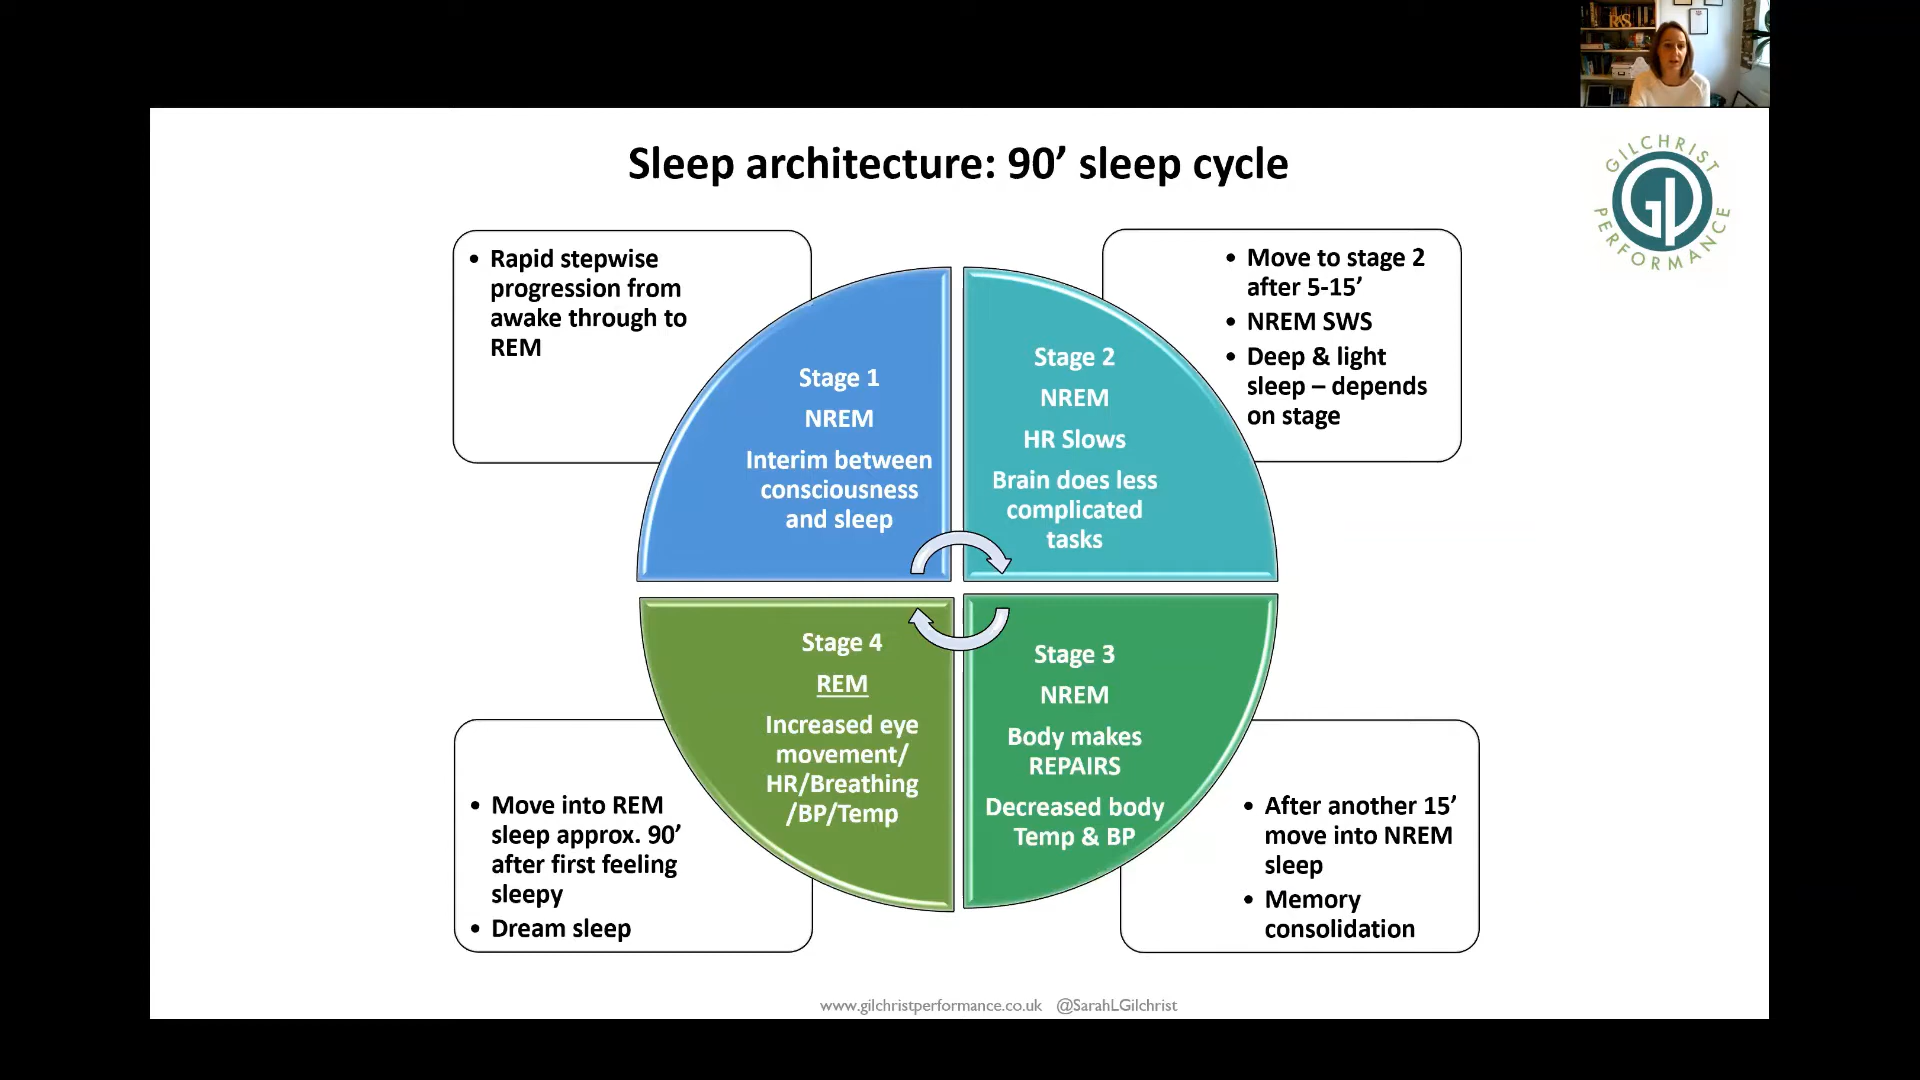 Sleep architecture: 90’ sleep cycle
GILCHRIST
PERFORMANCE
GP
• Rapid stepwise
progression from
awake through to
REM
• Move to stage 2
after 5-15’
• NREM SWS
• Deep & light
sleep – depends
on stage
Stage 1
NREM
Interim between
consciousness
and sleep
Stage 2
NREM
HR Slows
Brain does less
complicated
tasks
Stage 4
REM
Increased eye
movement/
HR/Breathing
/BP/Temp
Stage 3
NREM
Body makes
REPAIRS
Decreased body
Temp & BP
• Move into REM
sleep approx. 90’
after first feeling
sleepy
• Dream sleep
• After another 15’
move into NREM
sleep
• Memory
consolidation
www.gilchristperformance.co.uk @SarahLGilchrist